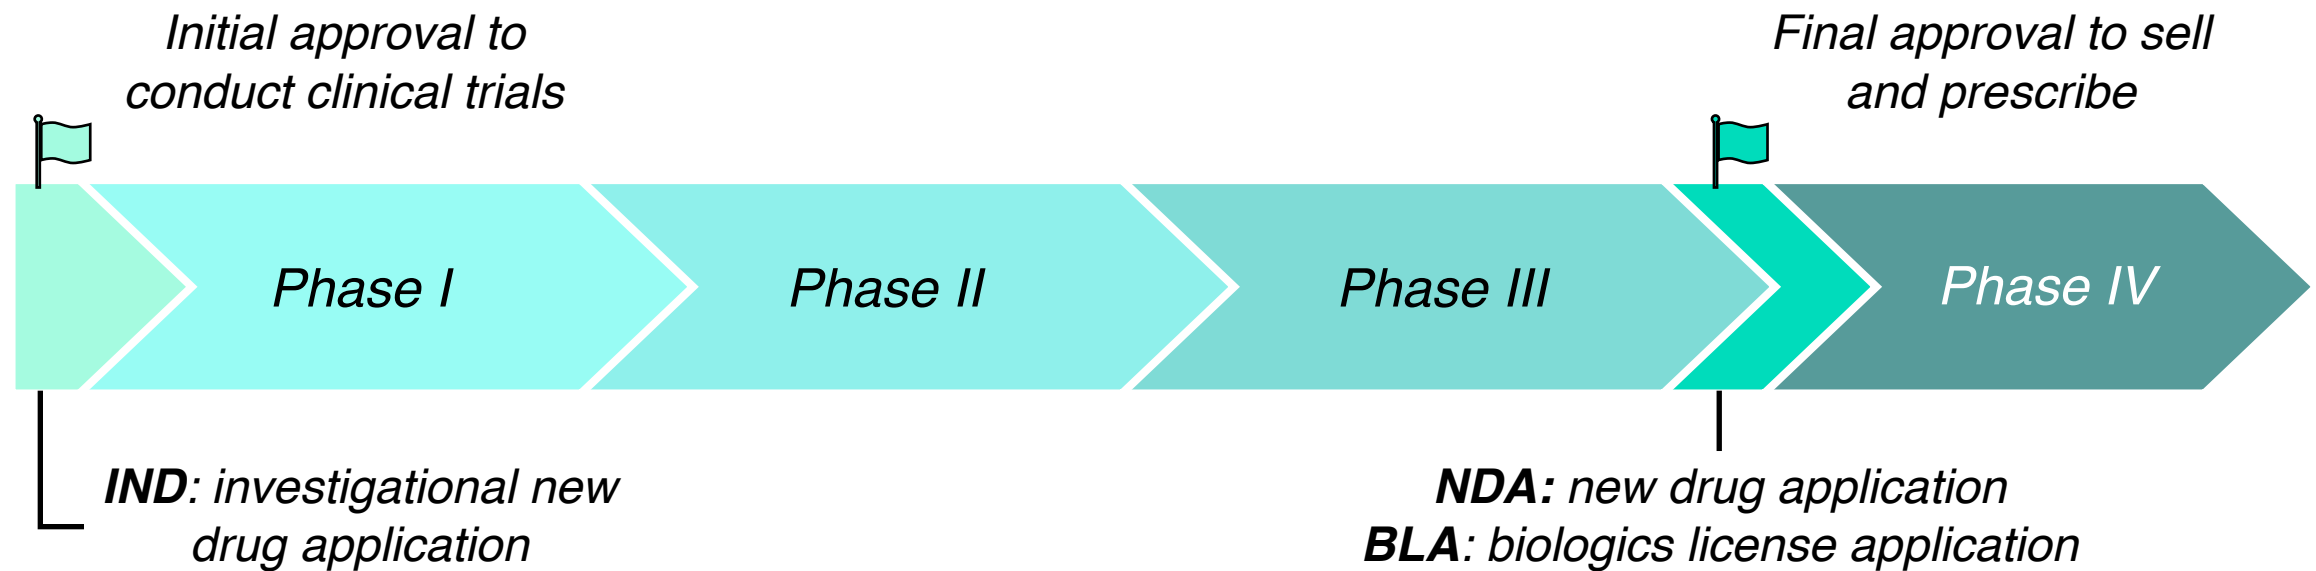 Initial approval to
conduct clinical trials
Final approval to sell
and prescribe
Phase I
Phase II
Phase III
Phase IV
IND: investigational new
drug application
NDA: new drug application
BLA: biologics license application